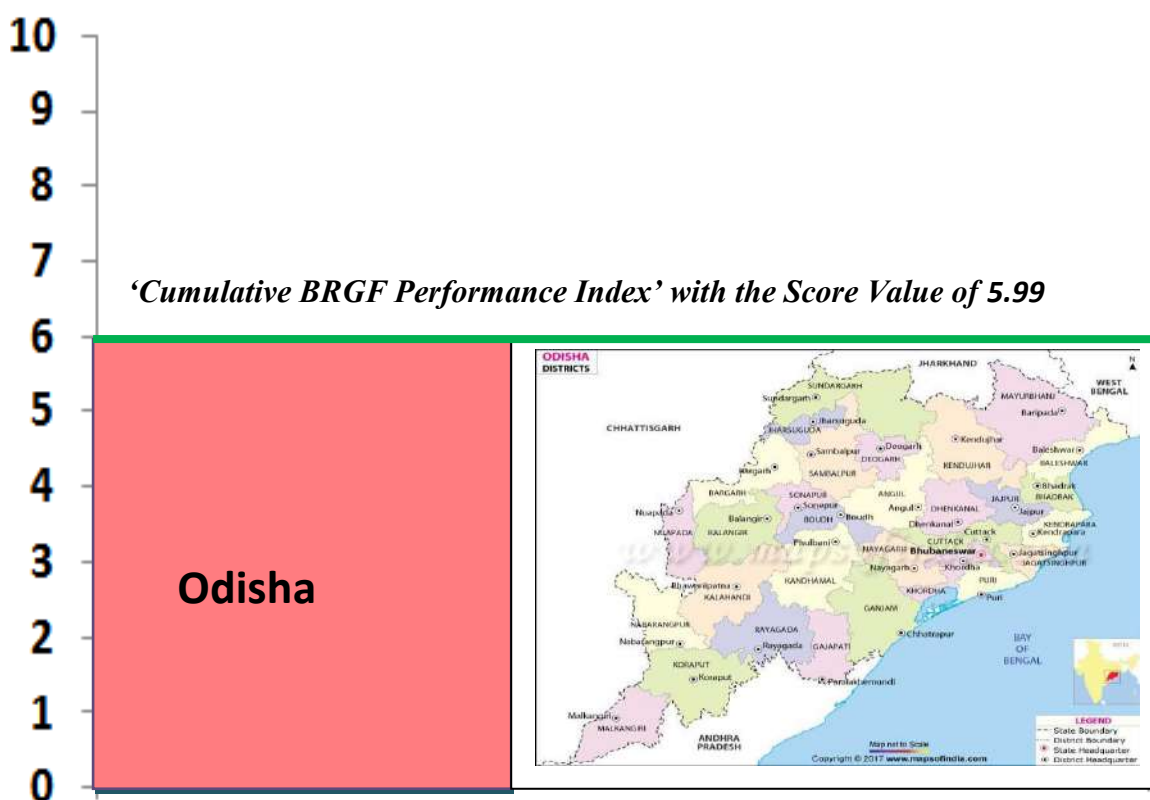 10
9
8
7
‘Cumulative BRGF Performance Index’ with the Score Value of 5.99
6
5
4
3
2
1
0
Odisha
ODISHA
DISTRICTS
N
JHARKHAND
WEST
BENGAL
CHHATTISGARH
SUNDARGARH
Sundargarh
MAYURBHANJ
Baripada
Jharsuguda
JHARSUGUDA
Deogarh
DEOGARH
Kendujhar
KENDUJHAR
Sambalpur
SAMBALPUR
Baleshwar
BALESHWAR
Bargarh
BARGARH
SONAPUR
Sonapur
ANGUL
Angul
JAJPUR
Jajpur
Bhadrak
BHADRAK
Nuapada
NUAPADA
Balangir
BALANGIR
BOUDH
Boudh
DHENKANAL
Dhenkanal
Cuttack
CUTTACK
KENDRAPARA
Kendrapara
Phulbani
NAYAGARH
Bhubaneswar
Jagatsinghpur
JAGATSINGHPUR
Nayagarh
Khordha
KHORDHA
PURI
Puri
KANDHAMAL
Bhawanipatna
KALAHANDI
GANJAM
NABARANGPUR
Nabarangpur
RAYAGADA
Rayagada
GAJAPATI
Chhatrapur
BAY
OF
BENGAL
KORAPUT
Koraput
Paralakhemundi
Malkangiri
MALKANGIRI
ANDHRA
PRADESH
Map not to Scale
Copyright © 2017 www.mapsofindia.com
LEGEND
State Boundary
District Boundary
State Headquarter
District Headquarter